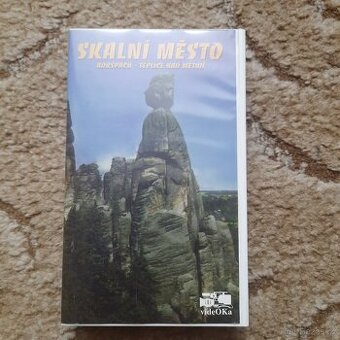 SKALNÍ MĚSTO
ADRŠPACH - TEPLICE NAD METUJÍ
videOKa